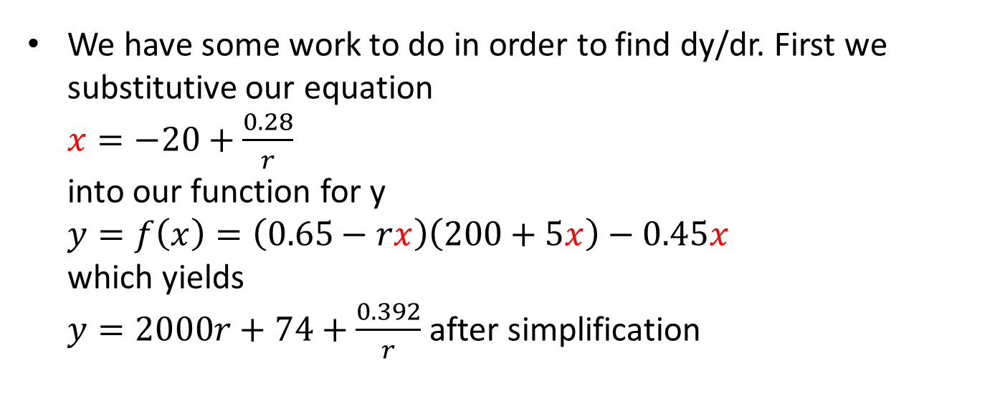 • We have some work to do in order to find dy/dr. First we
substitutive our equation
x = −20 + 0.28/r
into our function for y
y = f(x) = (0.65 − rx)(200 + 5x) − 0.45x
which yields
y = 2000r + 74 + 0.392/r after simplification